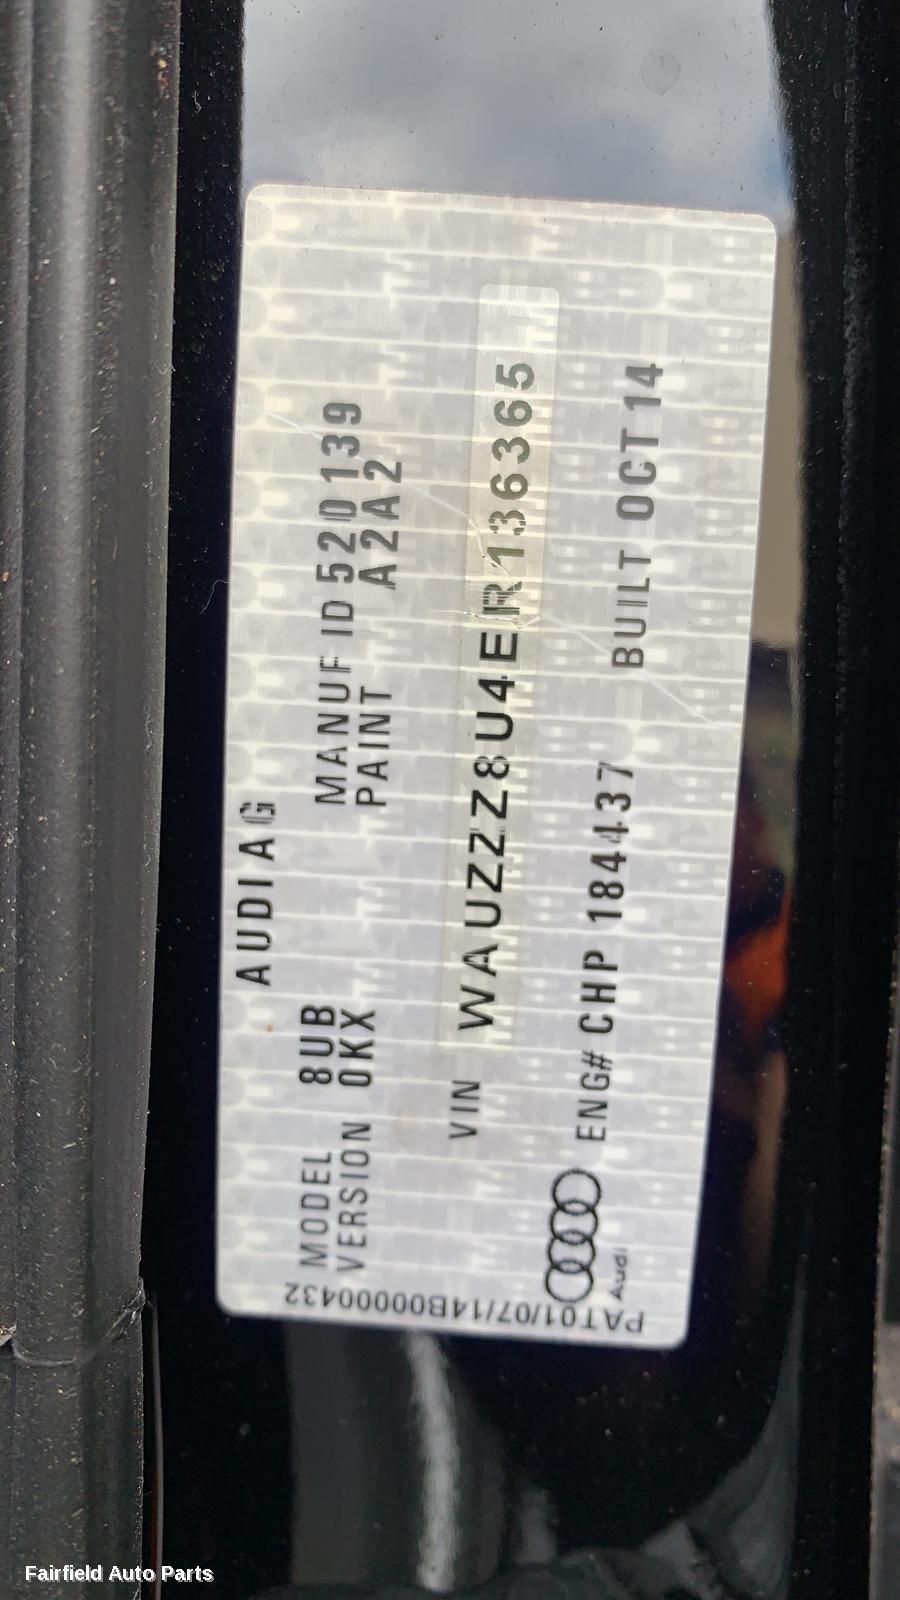 AUDI AG
MODEL 8UB MANUF ID 520139
VERSION 0KX PAINT A2A2
VIN WAUZZZ8U4ER136365
ENG# CHP 184437 BUILT OCT 14
Audi
PAT01/07/14B00000432
Fairfield Auto Parts